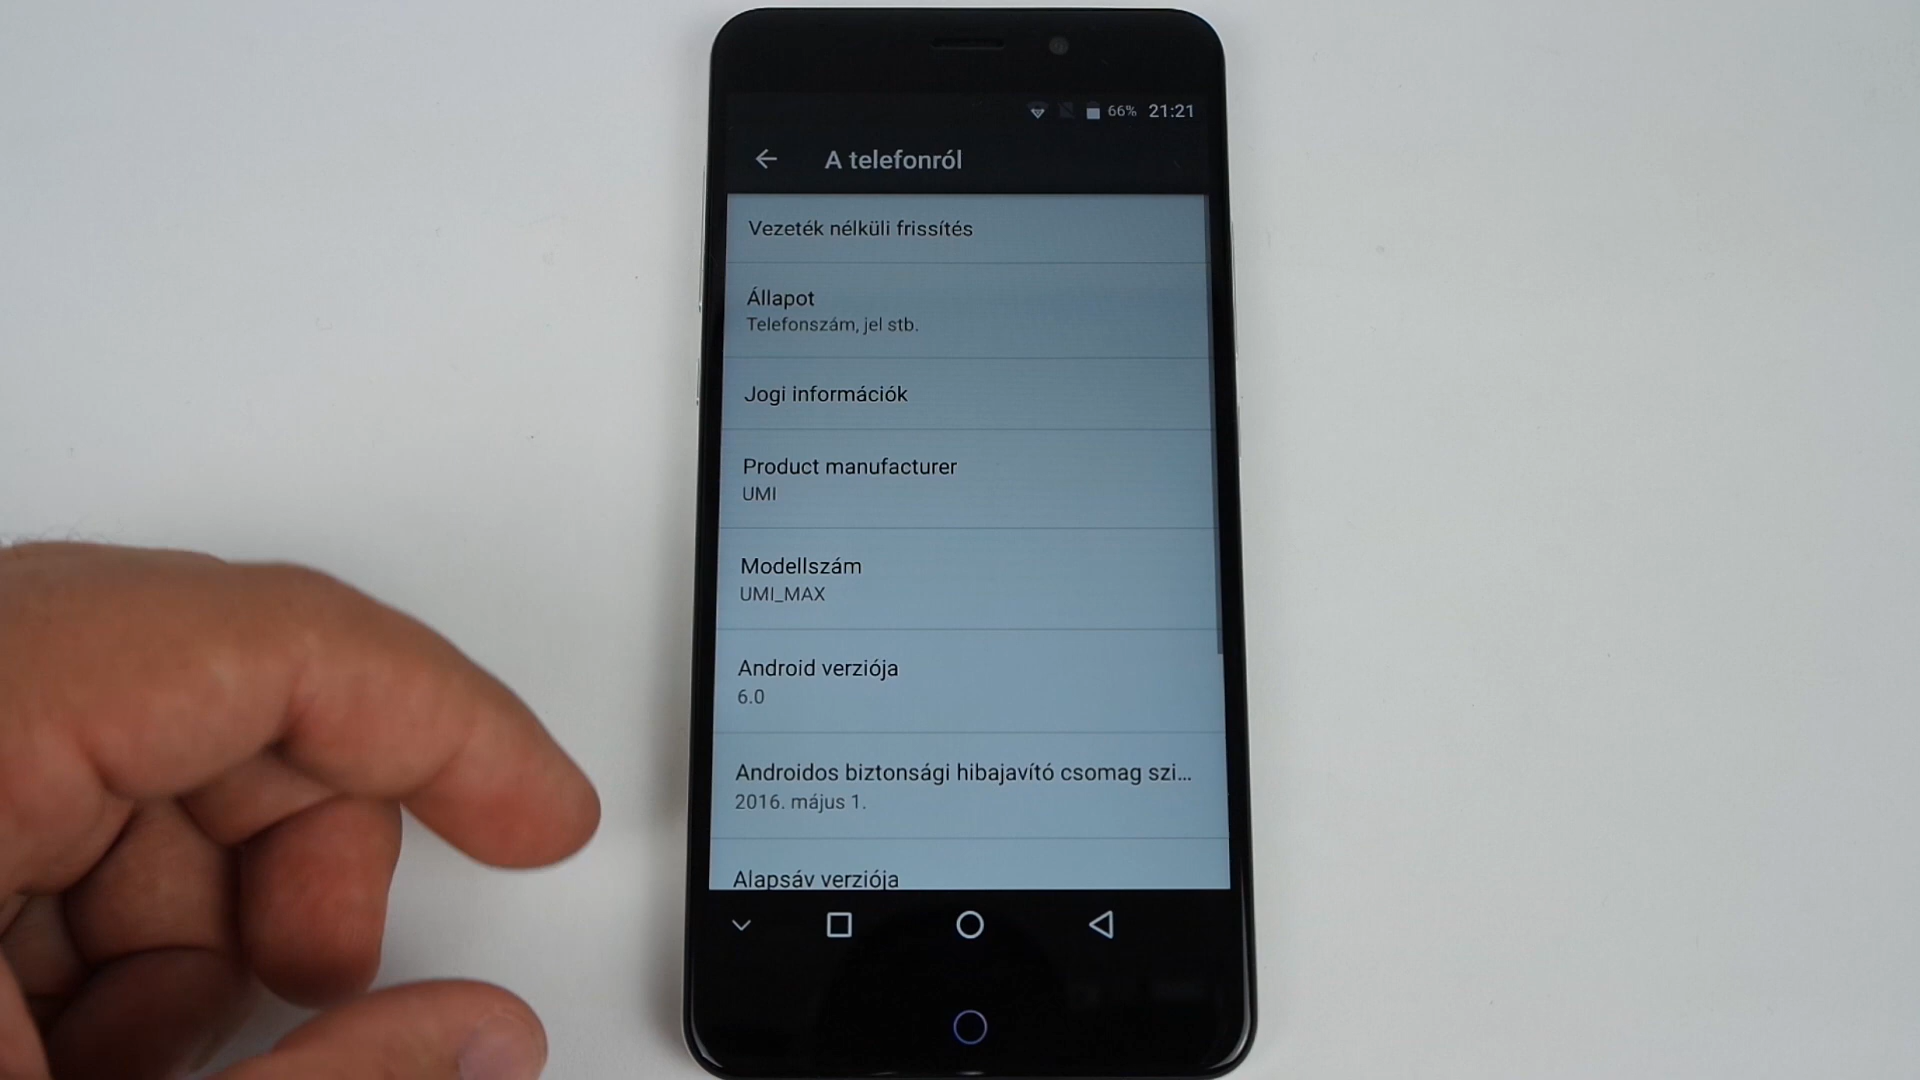 66% 21:21
A telefonról
Vezeték nélküli frissítés
Állapot
Telefonszám, jel stb.
Jogi információk
Product manufacturer
UMI
Modellszám
UMI_MAX
Android verziója
6.0
Androidos biztonsági hibajavító csomag szi...
2016. május 1.
Alapsáv verziója